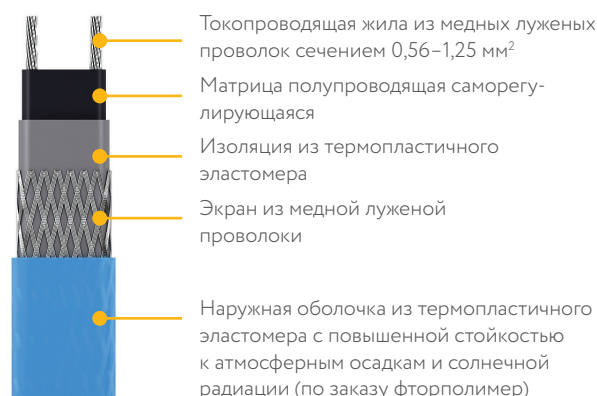 Токопроводящая жила из медных луженых
проволок сечением 0,56–1,25 мм²
Матрица полупроводящая саморегу-
лирующаяся
Изоляция из термопластичного
эластомера
Экран из медной луженой
проволоки
Наружная оболочка из термопластичного
эластомера с повышенной стойкостью
к атмосферным осадкам и солнечной
радиации (по заказу фторполимер)